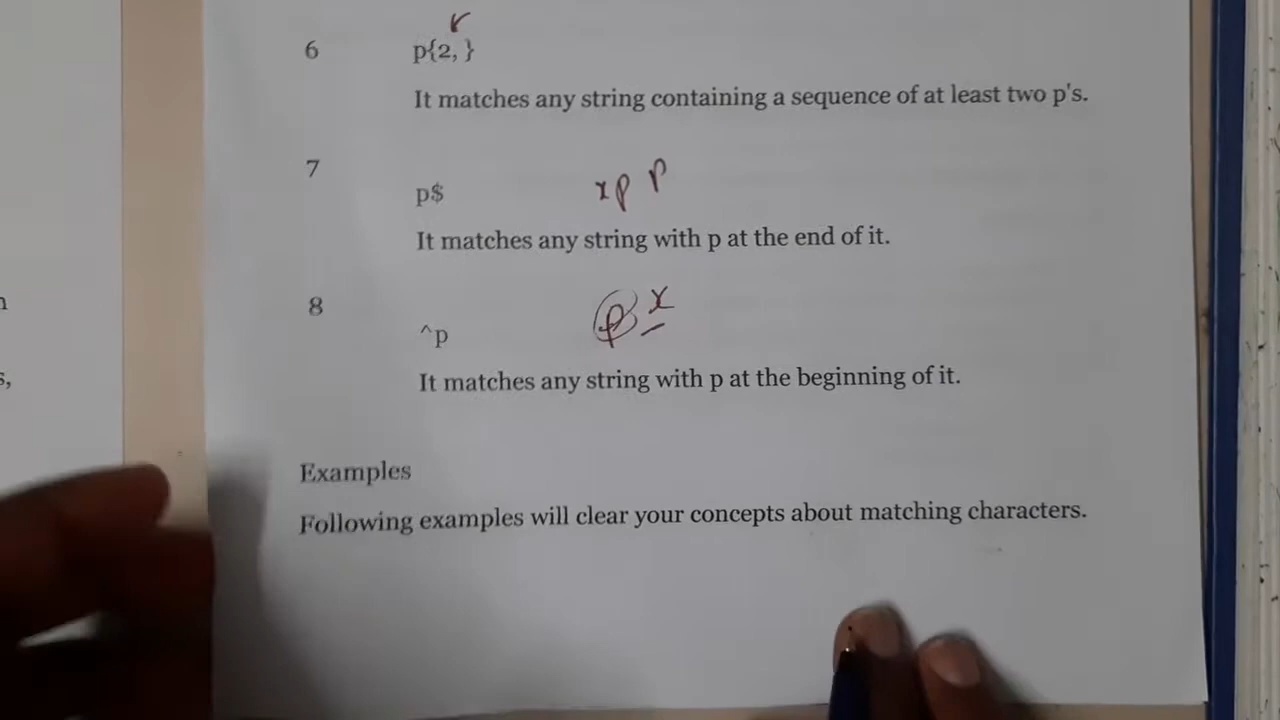 6 p{2, }
It matches any string containing a sequence of at least two p's.
7
p$ xp p
It matches any string with p at the end of it.
8
^p p x
It matches any string with p at the beginning of it.
Examples
Following examples will clear your concepts about matching characters.